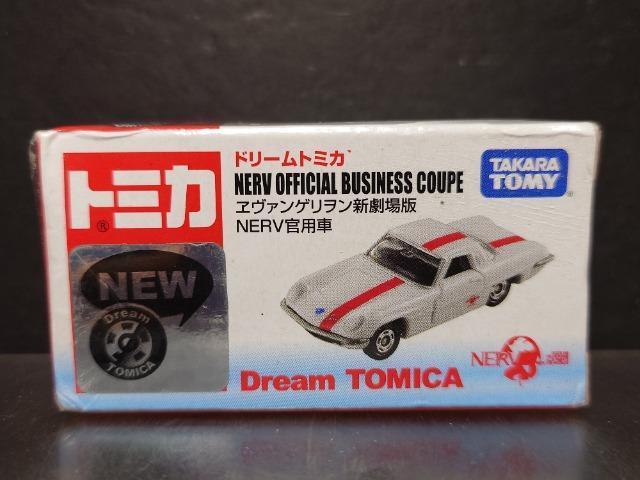 トミカ®
ドリームトミカ
NERV OFFICIAL BUSINESS COUPE
ヱヴァンゲリヲン新劇場版
NERV官用車
TAKARA
TOMY®
NEW
Dream
TOMICA
Dream TOMICA
NERV